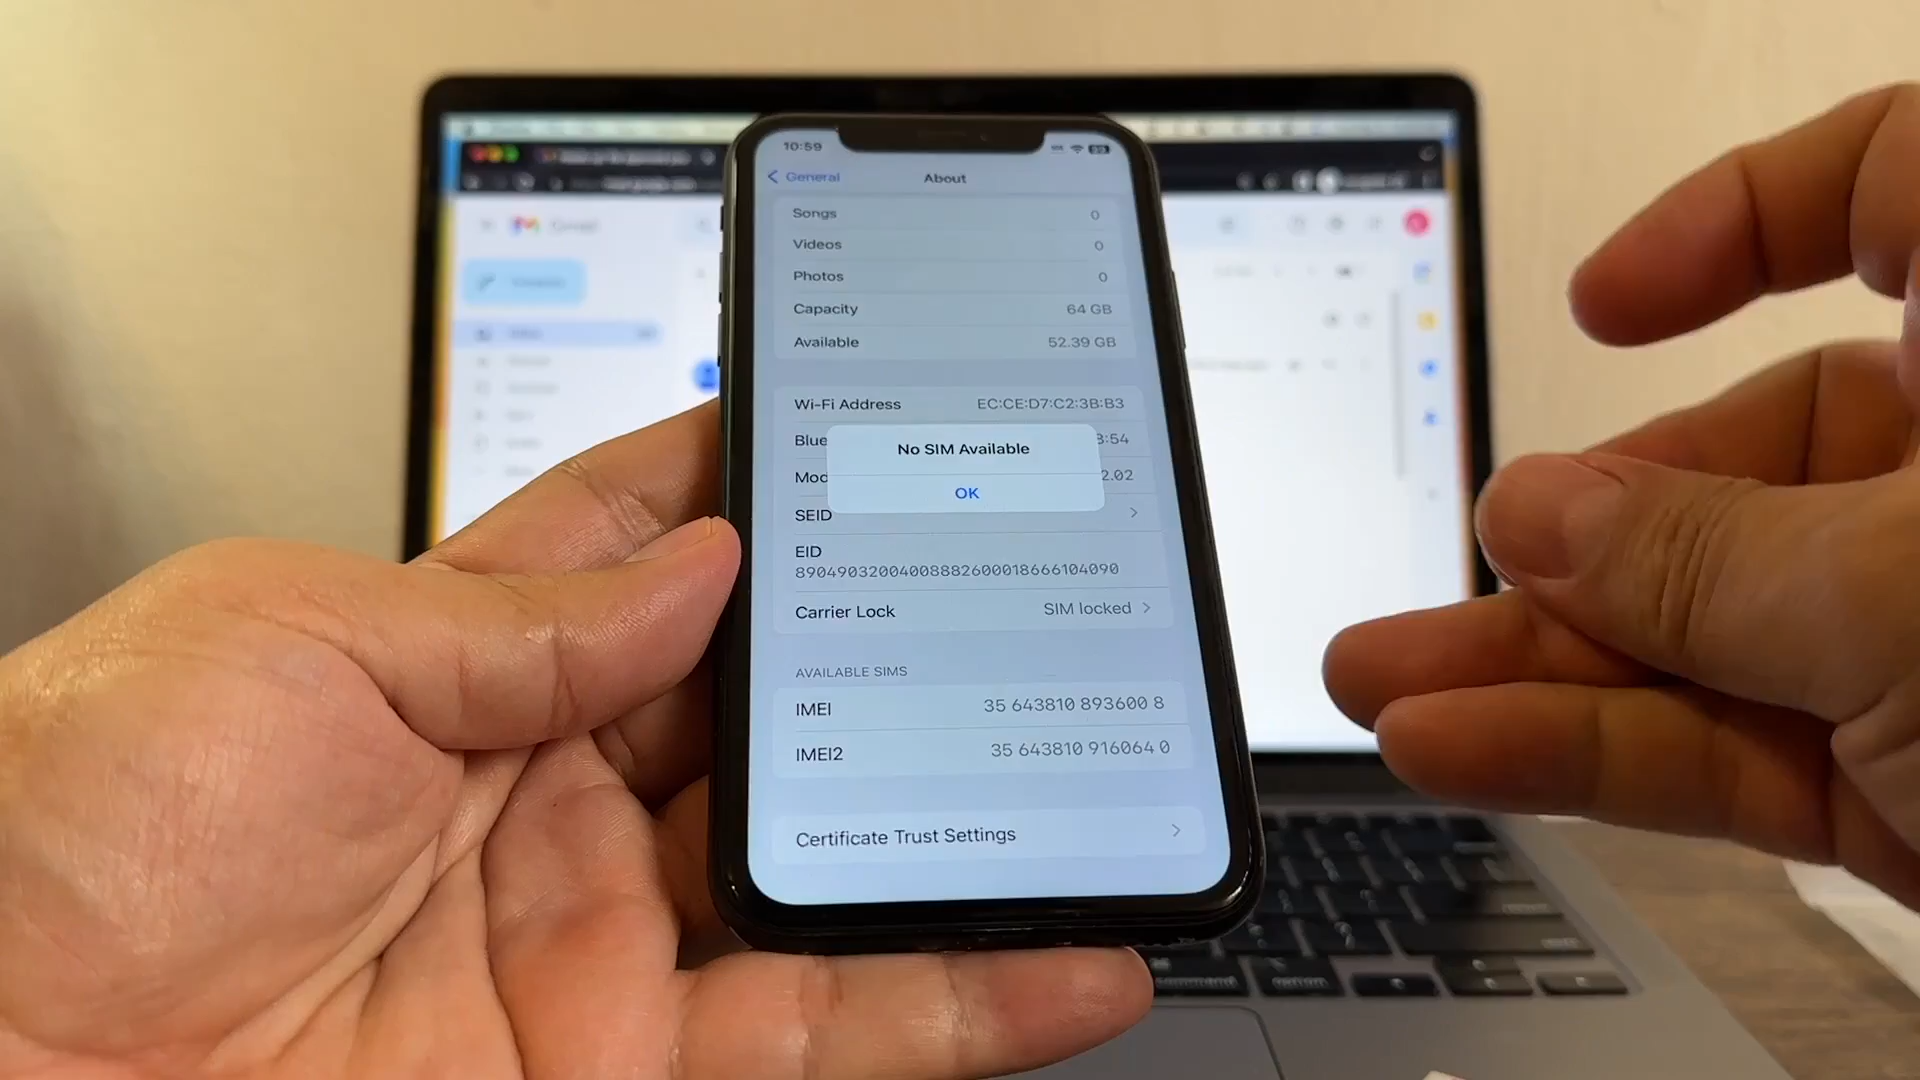 10:59
General
About
Songs 0
Videos 0
Photos 0
Capacity 64 GB
Available 52.39 GB
Wi-Fi Address EC:CE:D7:C2:3B:B3
Blue 3:54
No SIM Available
Mod 2.02
OK
SEID
EID
89049032004008882600018666104090
Carrier Lock SIM locked
AVAILABLE SIMS
IMEI 35 643810 893600 8
IMEI2 35 643810 916064 0
Certificate Trust Settings
command
option